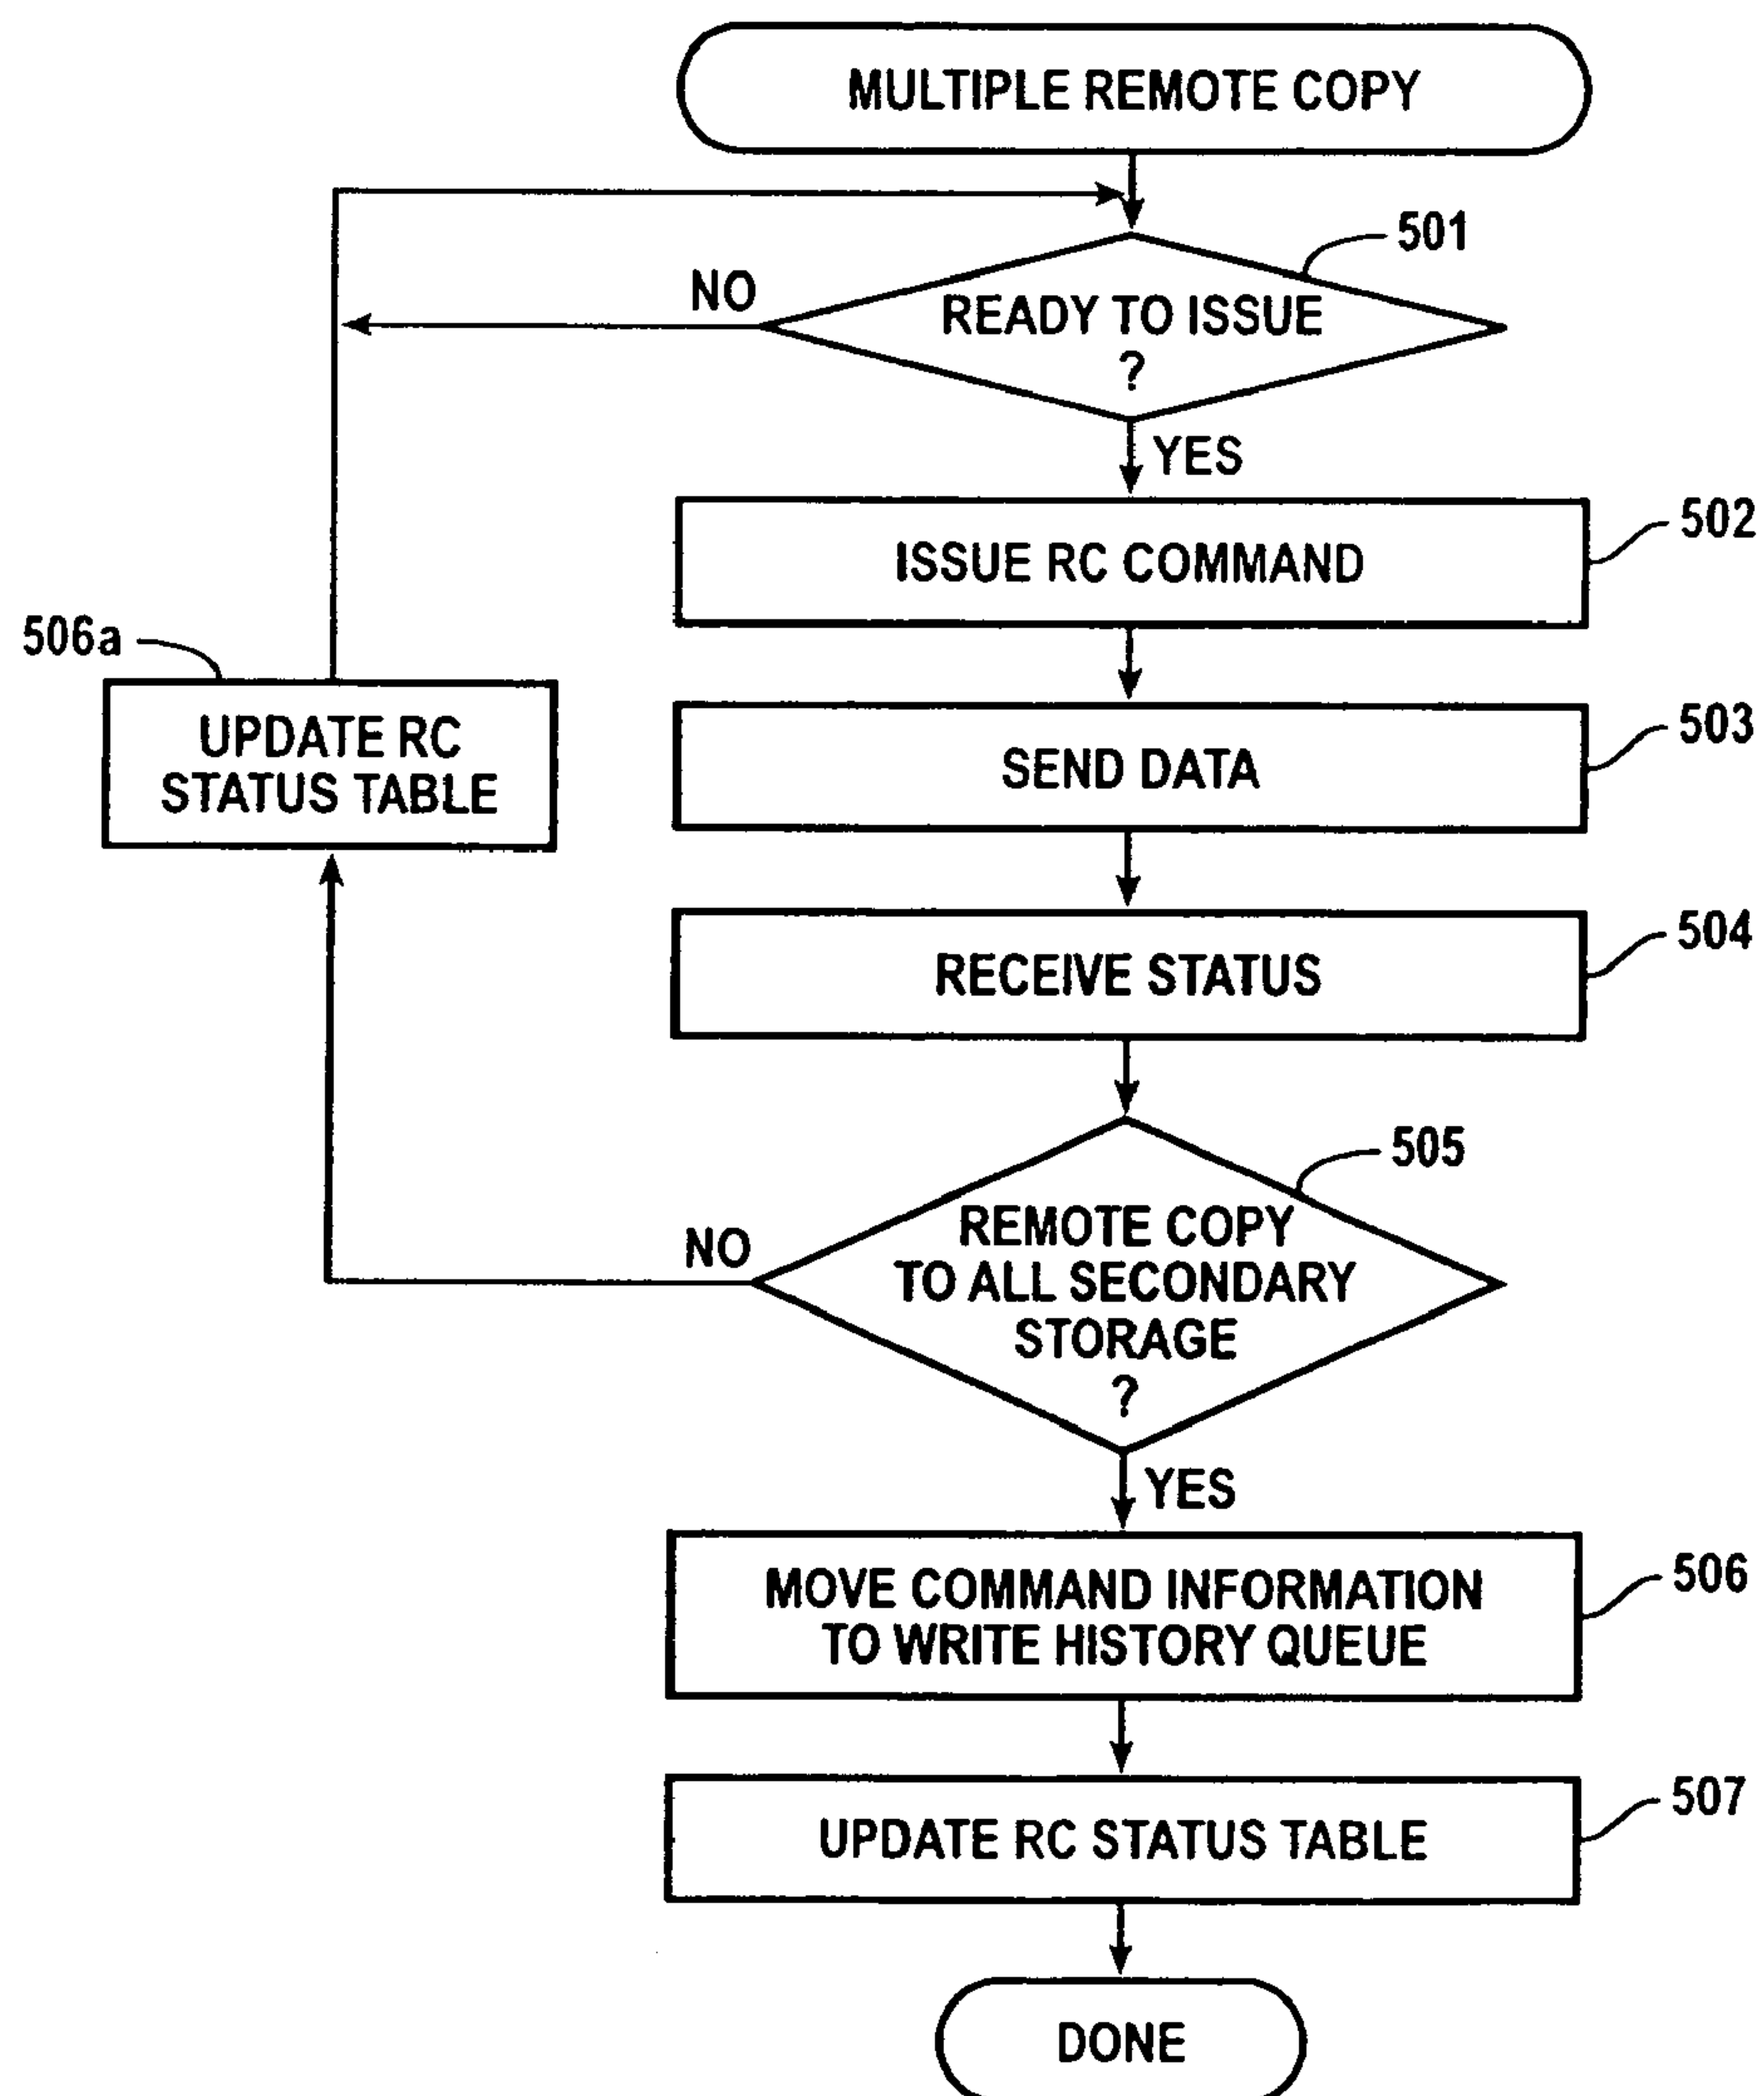 MULTIPLE REMOTE COPY
501
NO
READY TO ISSUE
?
YES
502
ISSUE RC COMMAND
506a
UPDATE RC
STATUS TABLE
503
SEND DATA
504
RECEIVE STATUS
505
NO
REMOTE COPY
TO ALL SECONDARY
STORAGE
?
YES
506
MOVE COMMAND INFORMATION
TO WRITE HISTORY QUEUE
507
UPDATE RC STATUS TABLE
DONE